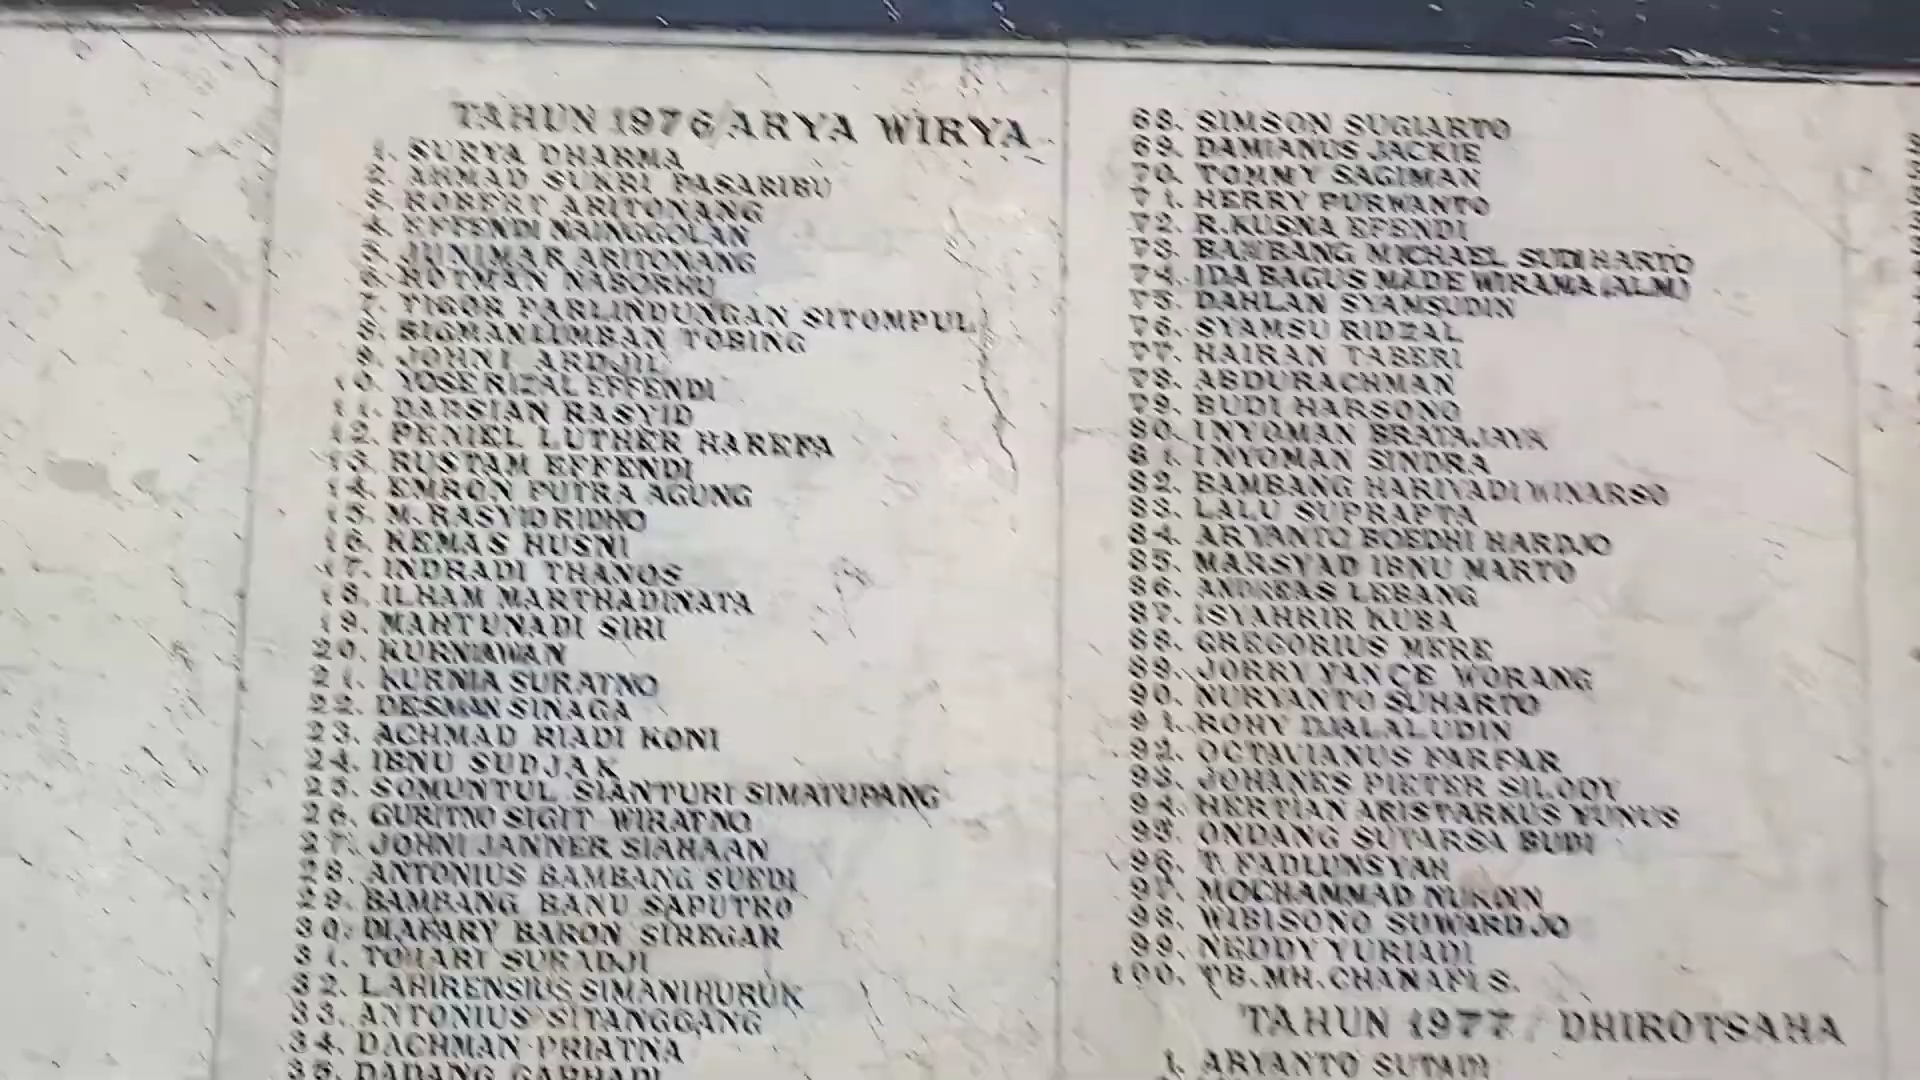 TAHUN 1976/ARYA WIRYA
1. SURYA DHARMA
2. AHMAD SUKRI PASARIBU
3. ROBERT ARITONANG
4. EFFENDI NAINGGOLAN
5. JUNIMAR ARITONANG
6. HOTMAN NABORHU
7. TIGOR PARLINDUNGAN SITOMPUL
8. SIGMAN LUMBAN TOBING
9. JOHNI ARDJIL
10. YOSE RIZAL EFFENDI
11. DARSIAN RASYID
12. PENIEL LUTHER HAREFA
13. RUSTAM EFFENDI
14. EMRON PUTRA AGUNG
15. M. RASYID RIDHO
16. KEMAS HUSNI
17. INDRADI THANOS
18. ILHAM MARTHADINATA
19. MAHTUNADI SIHI
20. KURNIAWAN
21. KURNIA SURATNO
22. DESMAN SINAGA
23. ACHMAD RIADI KONI
24. IBNU SUDJAK
25. SOMUNTUL SIANTURI SIMATUPANG
26. GURITNO SIGIT WIRATNO
27. JOHNI JANNER SIAHAAN
28. ANTONIUS BAMBANG SUEDI
29. BAMBANG BANU SAPUTRO
30. DJAFARY BARON SIREGAR
31. TOHARI SURADJI
32. LAHIRENSIUS SIMANIHURUK
33. ANTONIUS SITANGGANG
34. DACHMAN PRIATNA
35. DADANG GARHADI
68. SIMSON SUGIARTO
69. DAMIANUS JACKIE
70. TOMMY SAGIMAN
71. HERRY PURWANTO
72. R.KUSNA EFENDI
73. BAMBANG MICHAEL SUDIHARTO
74. IDA BAGUS MADE WIRAMA (ALM)
75. DAHLAN SYAMSUDIN
76. SYAMSU RIDZAL
77. HAIRAN TABERI
78. ABDURACHMAN
79. BUDI HARSONO
80. I NYOMAN BRATAJAYA
81. I NYOMAN SINDRA
82. BAMBANG HARIYADI WINARSO
83. LALU SUPRAPTA
84. ARYANTO BOEDHI HARDJO
85. MARSYAD IBNU MARTO
86. ANDREAS LEBANG
87. ISYAHRIR KUBA
88. GREGORIUS MERE
89. JORRY YANCE WORANG
90. NURYANTO SUHARTO
91. ROHY DJALALUDIN
92. OCTAVIANUS FARFAR
93. JOHANES PIETER SILOOY
94. HERTIAN ARISTARKUS YUNUS
95. ONDANG SUTARSA BUDI
96. T. FADLUNSYAH
97. MOCHAMMAD NUKINN
98. WIBISONO SUWARDJO
99. NEDDY YURIADI
100. TB.MH.CHANAFI S.
TAHUN 1977 / DHIROTSAHA
1. ARYANTO SUTADI